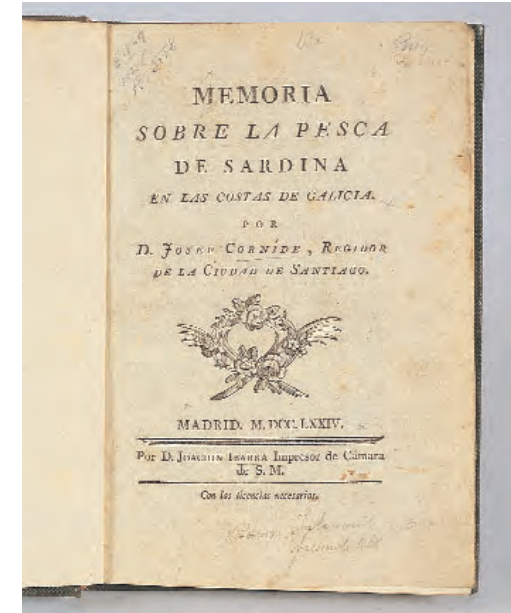 MEMORIA
SOBRE LA PESCA
DE SARDINA
EN LAS COSTAS DE GALICIA.
POR
D. JOSEF CORNÍDE, REGIDOR
DE LA CIUDAD DE SANTIAGO.
MADRID. M.DCC.LXXIV.
Por D. JOACHIN IBARRA Impresor de Cámara
de S. M.
Con las licencias necesarias.